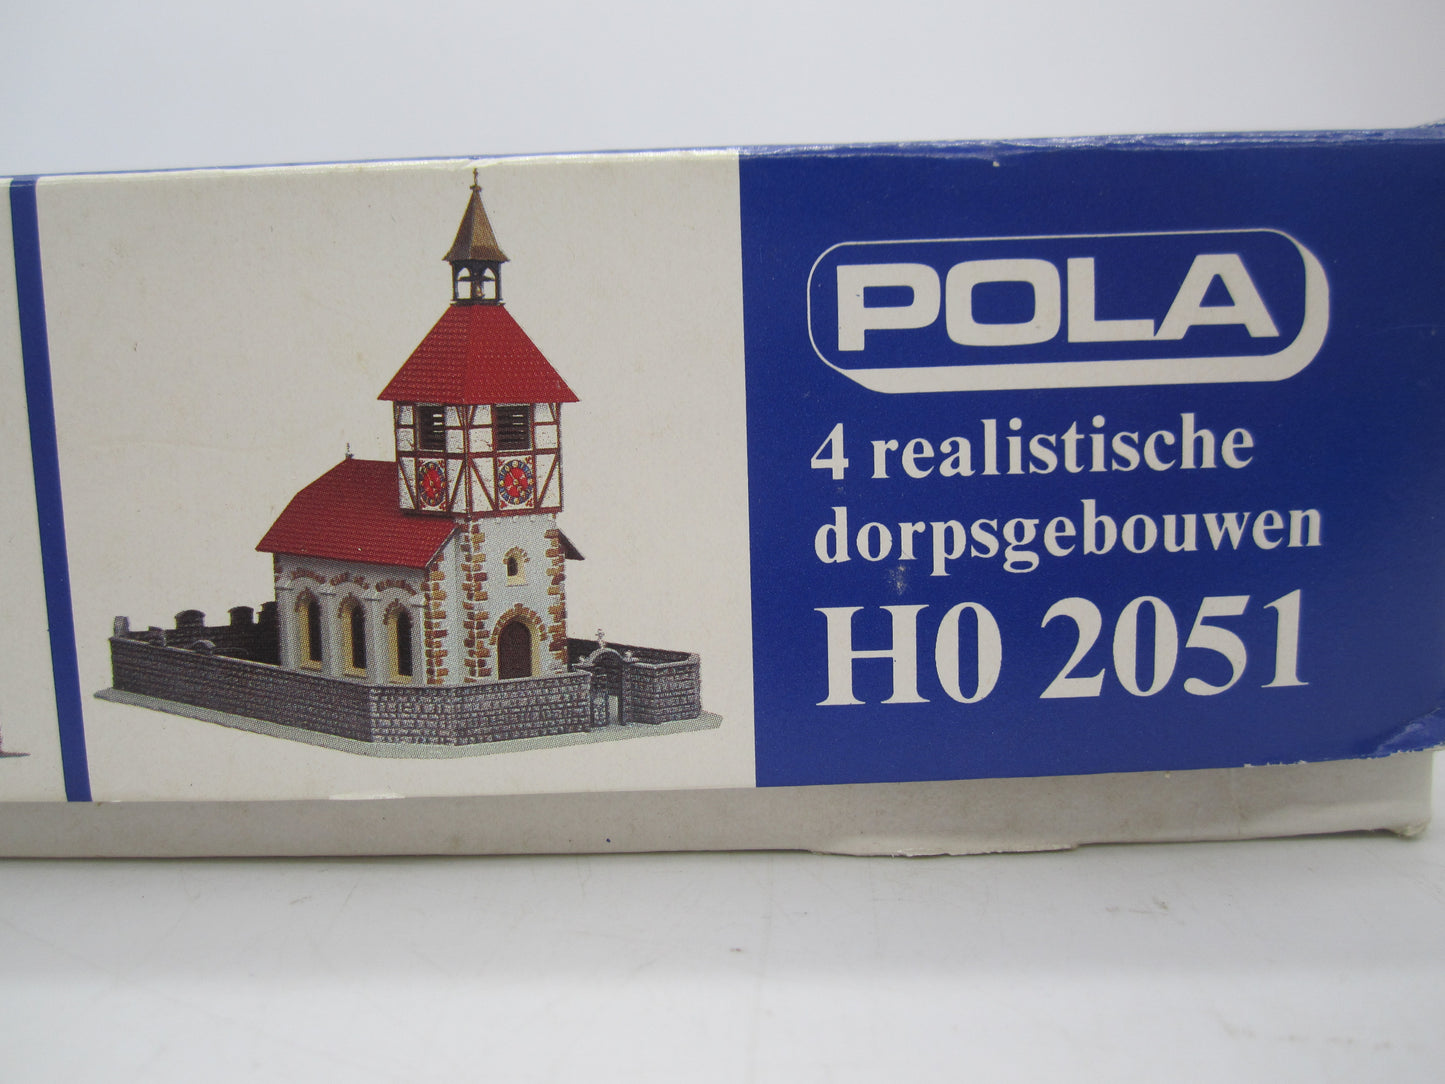 POLA
4 realistische
dorpsgebouwen
H0 2051